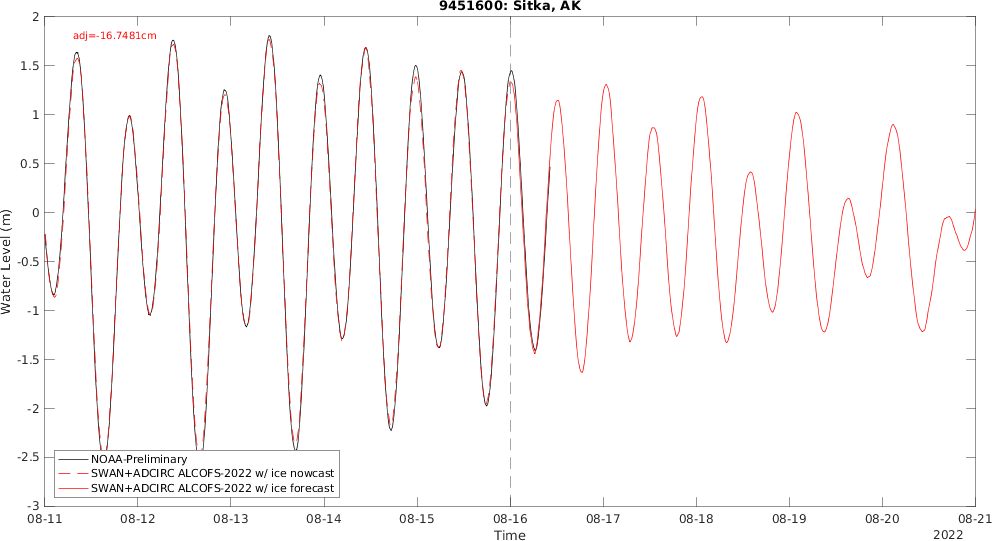 9451600: Sitka, AK
adj=-16.7481cm
2
1.5
1
0.5
0
-0.5
-1
-1.5
-2
-2.5
-3
Water Level (m)
NOAA-Preliminary
SWAN+ADCIRC ALCOFS-2022 w/ ice nowcast
SWAN+ADCIRC ALCOFS-2022 w/ ice forecast
08-11 08-12 08-13 08-14 08-15 08-16 08-17 08-18 08-19 08-20 08-21
Time
2022